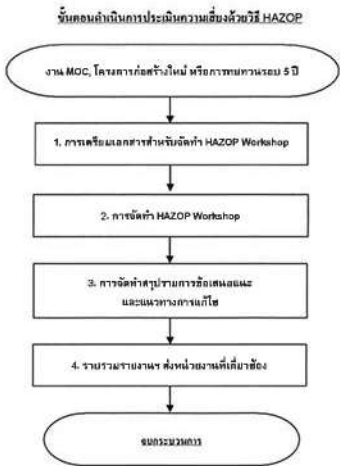 ขั้นตอนดำเนินการประเมินความเสี่ยงด้วยวิธี HAZOP
งาน MOC, โครงการก่อสร้างใหม่ หรือการทบทวนรอบ 5 ปี
1. การเตรียมเอกสารสำหรับจัดทำ HAZOP Workshop
2. การจัดทำ HAZOP Workshop
3. การจัดทำสรุปรายการข้อเสนอแนะ
และแนวทางการแก้ไข
4. รวบรวมรายงานฯ ส่งหน่วยงานที่เกี่ยวข้อง
จบกระบวนการ